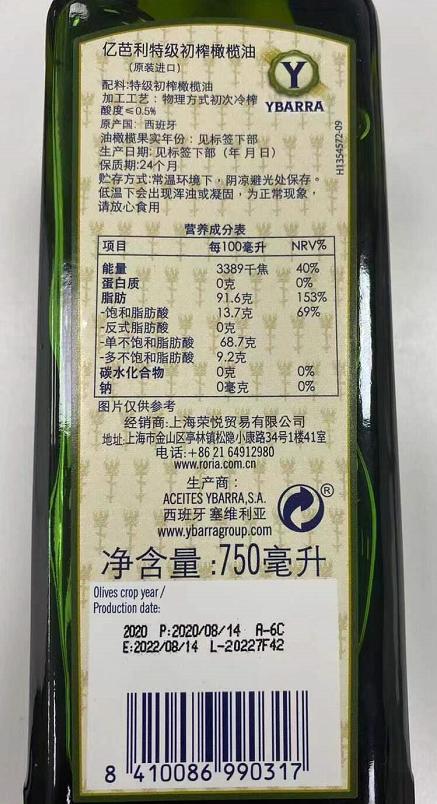 亿芭利特级初榨橄榄油
(原装进口)
Y
YBARRA
配料:特级初榨橄榄油
加工工艺：物理方式初次冷榨
酸度≤0.5%
原产国：西班牙
油橄榄果实年份：见标签下部
生产日期:见标签下部（年月日）
保质期:24个月
贮存方式:常温环境下，阴凉避光处保存。
低温下会出现浑浊或凝固，为正常现象，
请放心食用
H1354572-09
营养成分表
项目 每100毫升 NRV%
能量 3389千焦 40%
蛋白质 0克 0%
脂肪 91.6克 153%
-饱和脂肪酸 13.7克 69%
-反式脂肪酸 0克
-单不饱和脂肪酸 68.7克
-多不饱和脂肪酸 9.2克
碳水化合物 0克 0%
钠 0毫克 0%
图片仅供参考
经销商:上海荣悦贸易有限公司
地址:上海市金山区亭林镇松隐小康路34号1楼41室
电话:+86 21 64912980
www.roria.com.cn
生产商：
ACEITES YBARRA,S.A.
西班牙 塞维利亚
www.ybarragroup.com
®
净含量:750毫升
Olives crop year/
Production date:
2020 P:2020/08/14 A-6C
E:2022/08/14 L-20227F42
8 410086 990317